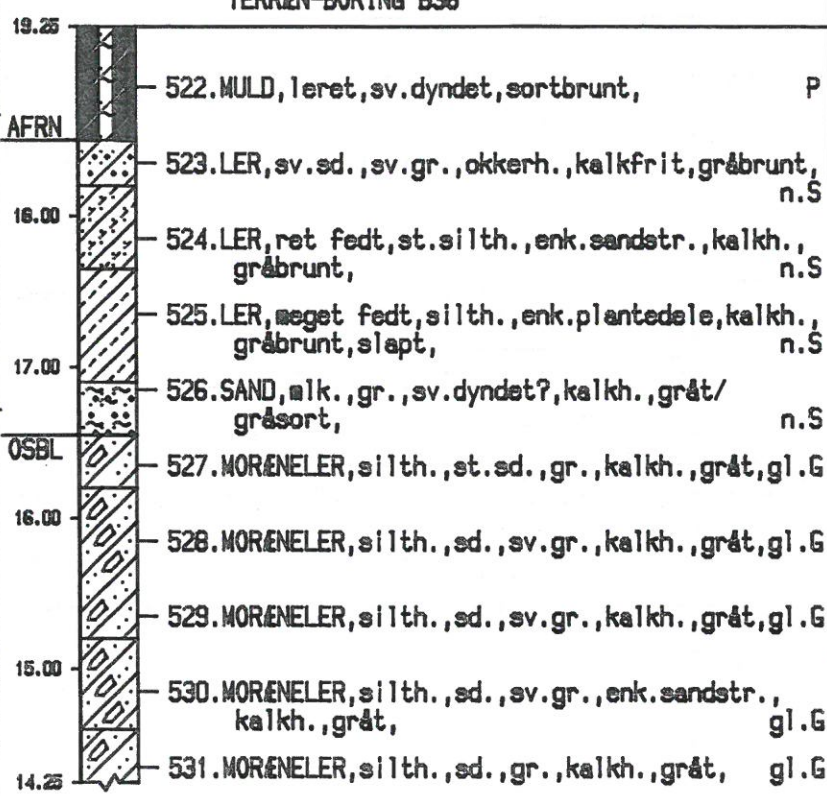 TERRÆN-BORING B36
19.25
522.MULD,leret,sv.dyndet,sortbrunt, P
AFRN
523.LER,sv.sd.,sv.gr.,okkerh.,kalkfrit,gråbrunt,
n.S
18.00
524.LER,ret fedt,st.silth.,enk.sandstr.,kalkh.,
gråbrunt, n.S
525.LER,meget fedt,silth.,enk.plantedele,kalkh.,
gråbrunt,slapt, n.S
17.00
526.SAND,mlk.,gr.,sv.dyndet?,kalkh.,gråt/
gråsort, n.S
OSBL
527.MORÆNELER,silth.,st.sd.,gr.,kalkh.,gråt,gl.G
16.00
528.MORÆNELER,silth.,sd.,sv.gr.,kalkh.,gråt,gl.G
529.MORÆNELER,silth.,sd.,sv.gr.,kalkh.,gråt,gl.G
15.00
530.MORÆNELER,silth.,sd.,sv.gr.,enk.sandstr.,
kalkh.,gråt, gl.G
531.MORÆNELER,silth.,sd.,gr.,kalkh.,gråt, gl.G
14.25